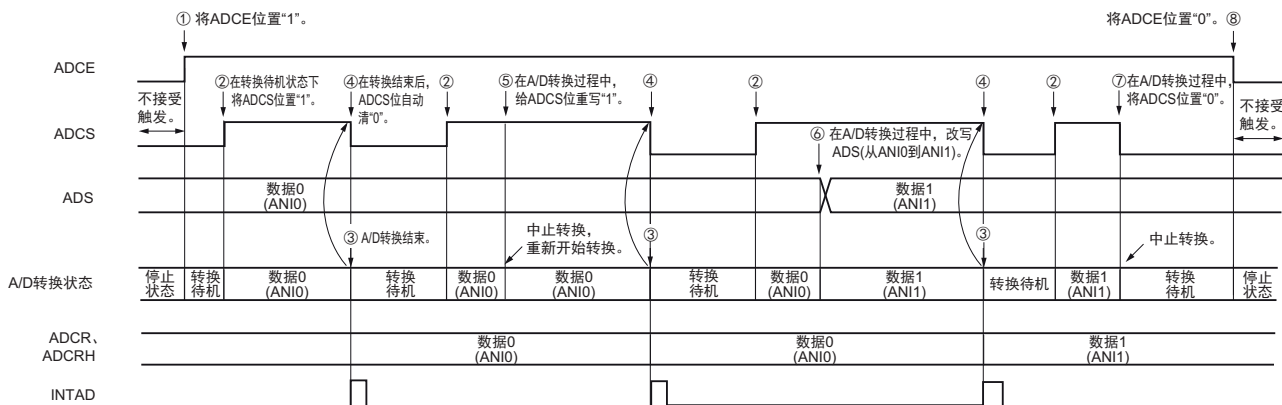 ① 将ADCE位置“1”。
将ADCE位置“0”。 ⑧
ADCE
不接受
触发。
②在转换待机状态下
将ADCS位置“1”。
④在转换结束后，
ADCS位自动
清“0”。
②
⑤在A/D转换过程中，
给ADCS位重写“1”。
④
②
④
②
⑦在A/D转换过程中，
将ADCS位置“0”。
不接受
触发。
ADCS
⑥ 在A/D转换过程中，改写
ADS(从ANI0到ANI1)。
ADS
数据0
(ANI0)
数据1
(ANI1)
③ A/D转换结束。
中止转换，
重新开始转换。
③
③
中止转换。
A/D转换状态
停止
状态
转换
待机
数据0
(ANI0)
转换
待机
数据0
(ANI0)
数据0
(ANI0)
转换
待机
数据0
(ANI0)
数据1
(ANI1)
转换待机
数据1
(ANI1)
转换
待机
停止
状态
ADCR、
ADCRH
数据0
(ANI0)
数据0
(ANI0)
数据1
(ANI1)
INTAD